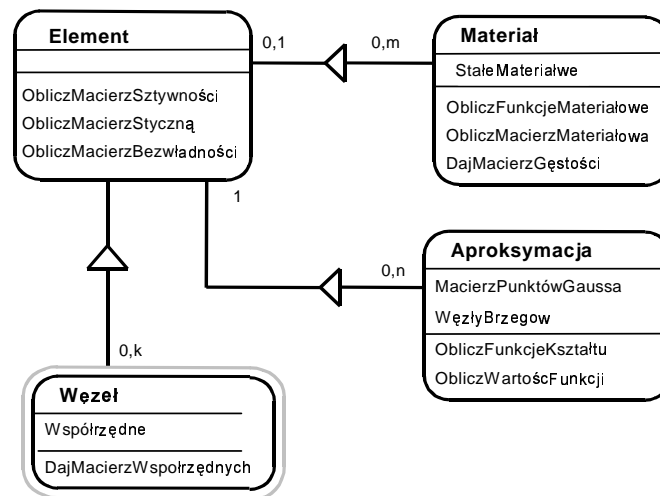 Element
ObliczMacierzSztywności
ObliczMacierzStyczną
ObliczMacierzBezwładności
0,1
0,m
Materiał
StałeMateriałwe
ObliczFunkcjeMateriałowe
ObliczMacierzMateriałowa
DajMacierzGęstości
1
0,n
Aproksymacja
MacierzPunktówGaussa
WęzłyBrzegow
ObliczFunkcjeKształtu
ObliczWartośćFunkcji
0,k
Węzeł
Współrzędne
DajMacierzWspołrzędnych